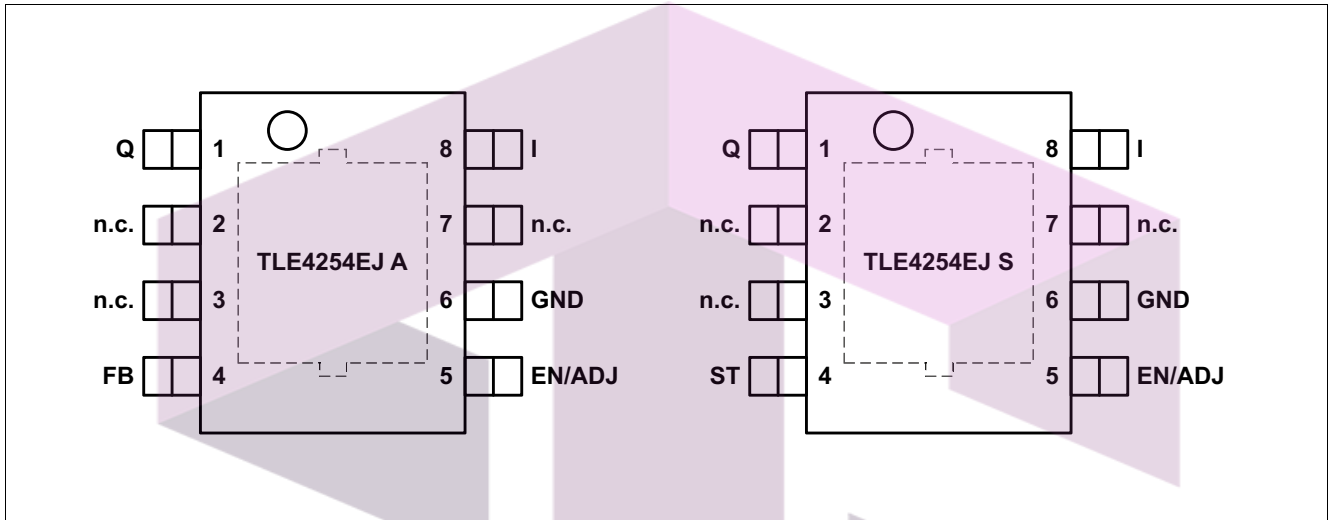 Q 1 8 I
n.c. 2 7 n.c.
TLE4254EJ A
n.c. 3 6 GND
FB 4 5 EN/ADJ
Q 1 8 I
n.c. 2 7 n.c.
TLE4254EJ S
n.c. 3 6 GND
ST 4 5 EN/ADJ